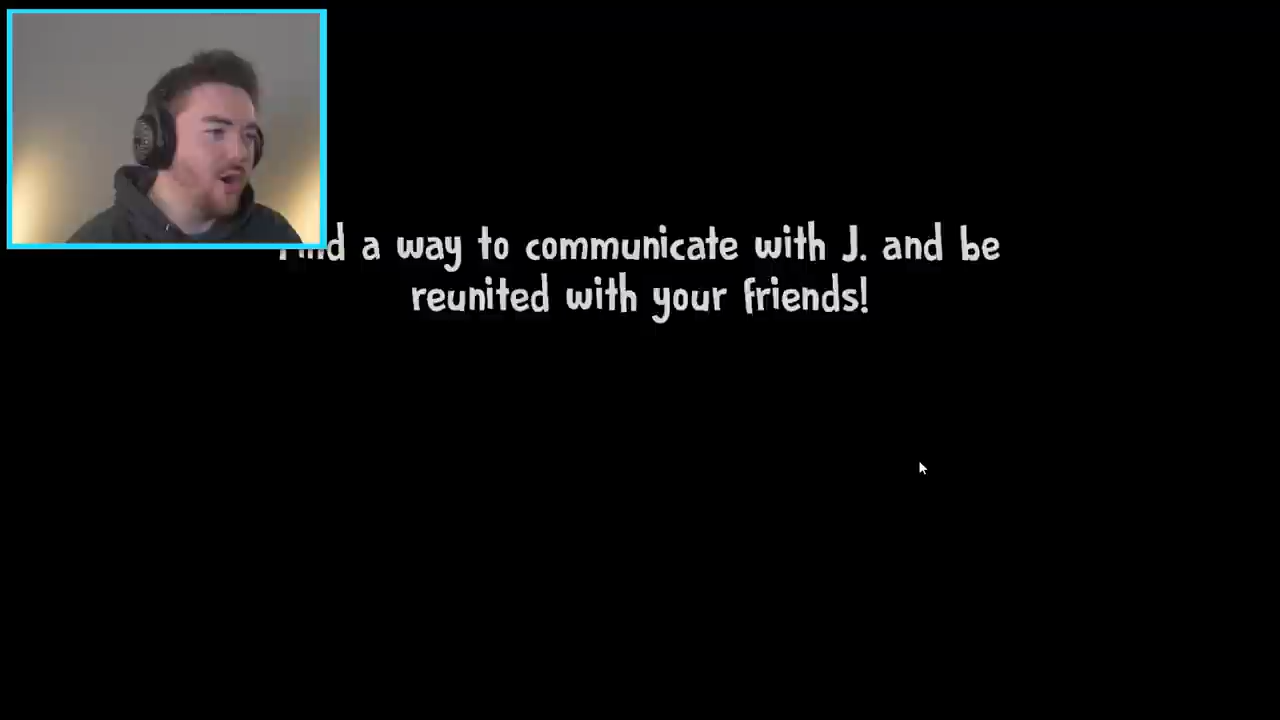 a way to communicate with J. and be
reunited with your friends!